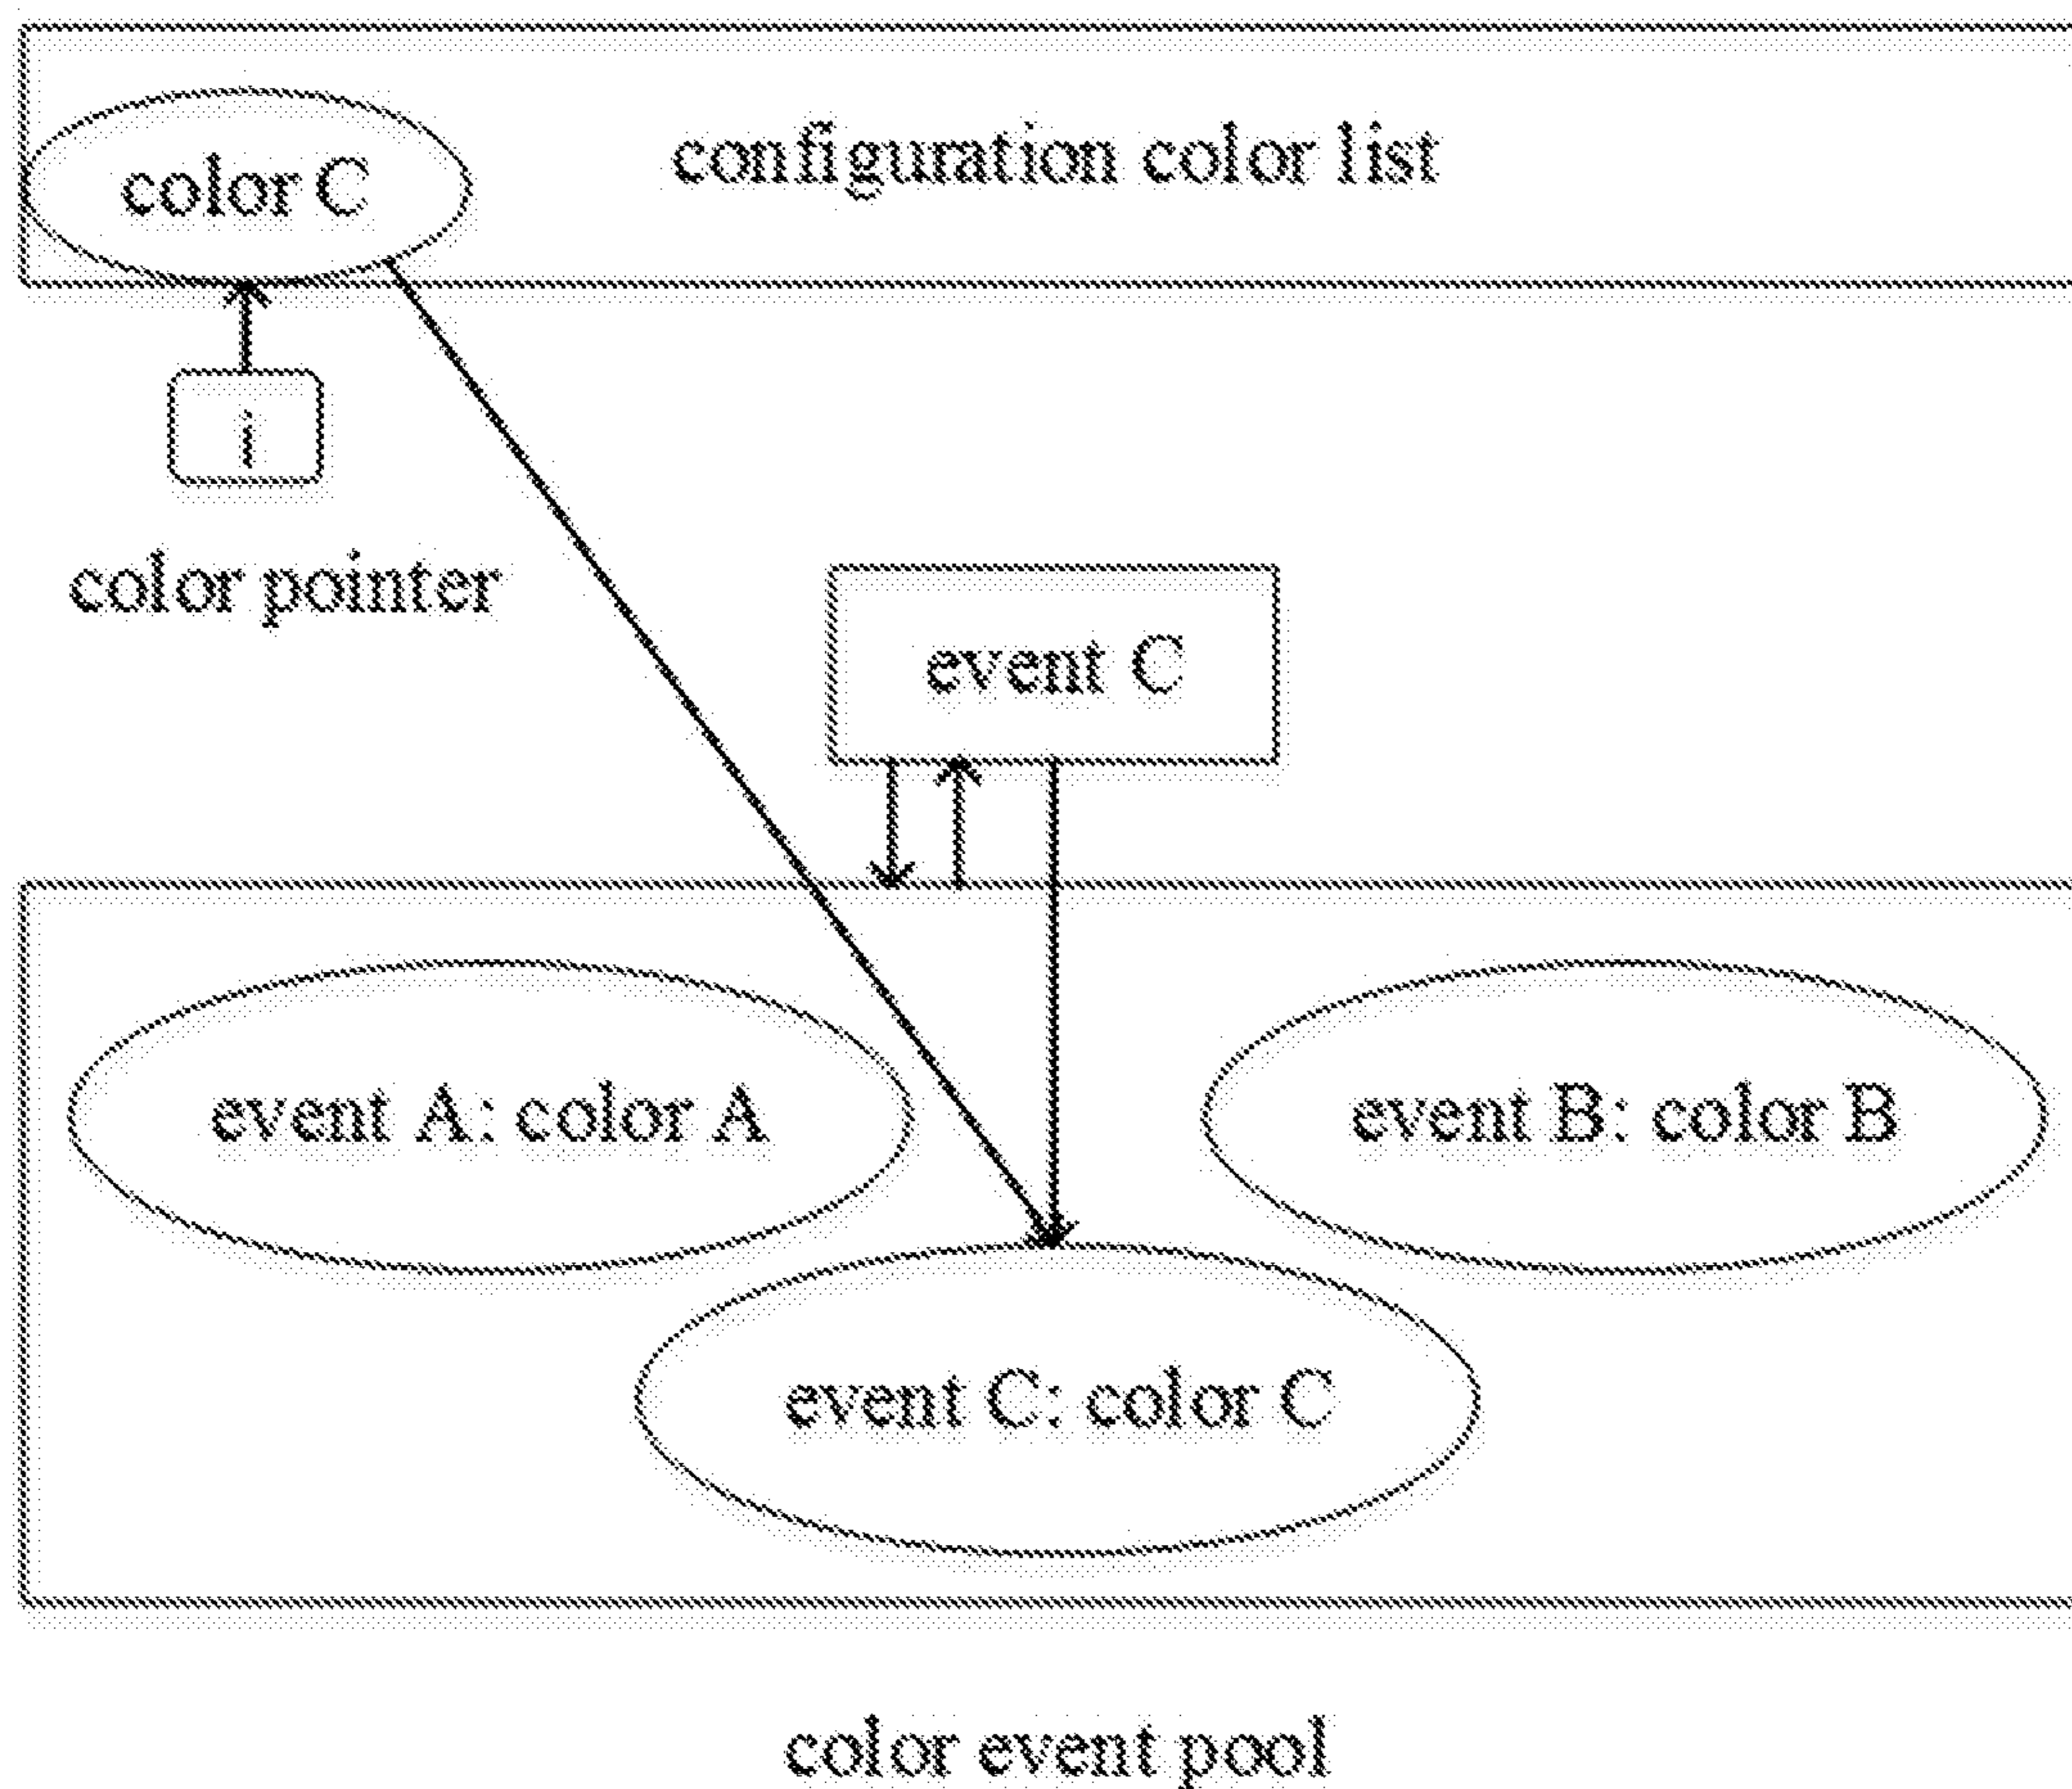 color C
configuration color list
i
color pointer
event C
event A: color A
event B: color B
event C: color C
color event pool